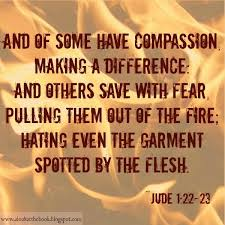 AND OF SOME HAVE COMPASSION,
MAKING A DIFFERENCE:
AND OTHERS SAVE WITH FEAR,
PULLING THEM OUT OF THE FIRE;
HATING EVEN THE GARMENT
SPOTTED BY THE FLESH.
~JUDE 1:22-23